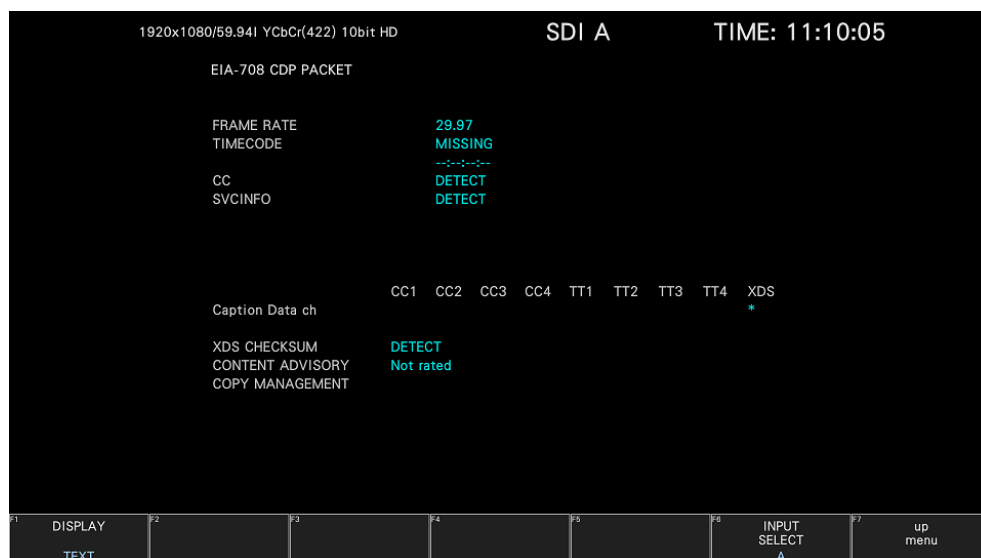 1920x1080/59.94I YCbCr(422) 10bit HD SDI A TIME: 11:10:05
EIA-708 CDP PACKET
FRAME RATE 29.97
TIMECODE MISSING
--:--:--:--
CC DETECT
SVCINFO DETECT
CC1 CC2 CC3 CC4 TT1 TT2 TT3 TT4 XDS
Caption Data ch *
XDS CHECKSUM DETECT
CONTENT ADVISORY Not rated
COPY MANAGEMENT
F1 DISPLAY F2 F3 F4 F5 F6 INPUT F7 up
SELECT menu
TEXT A